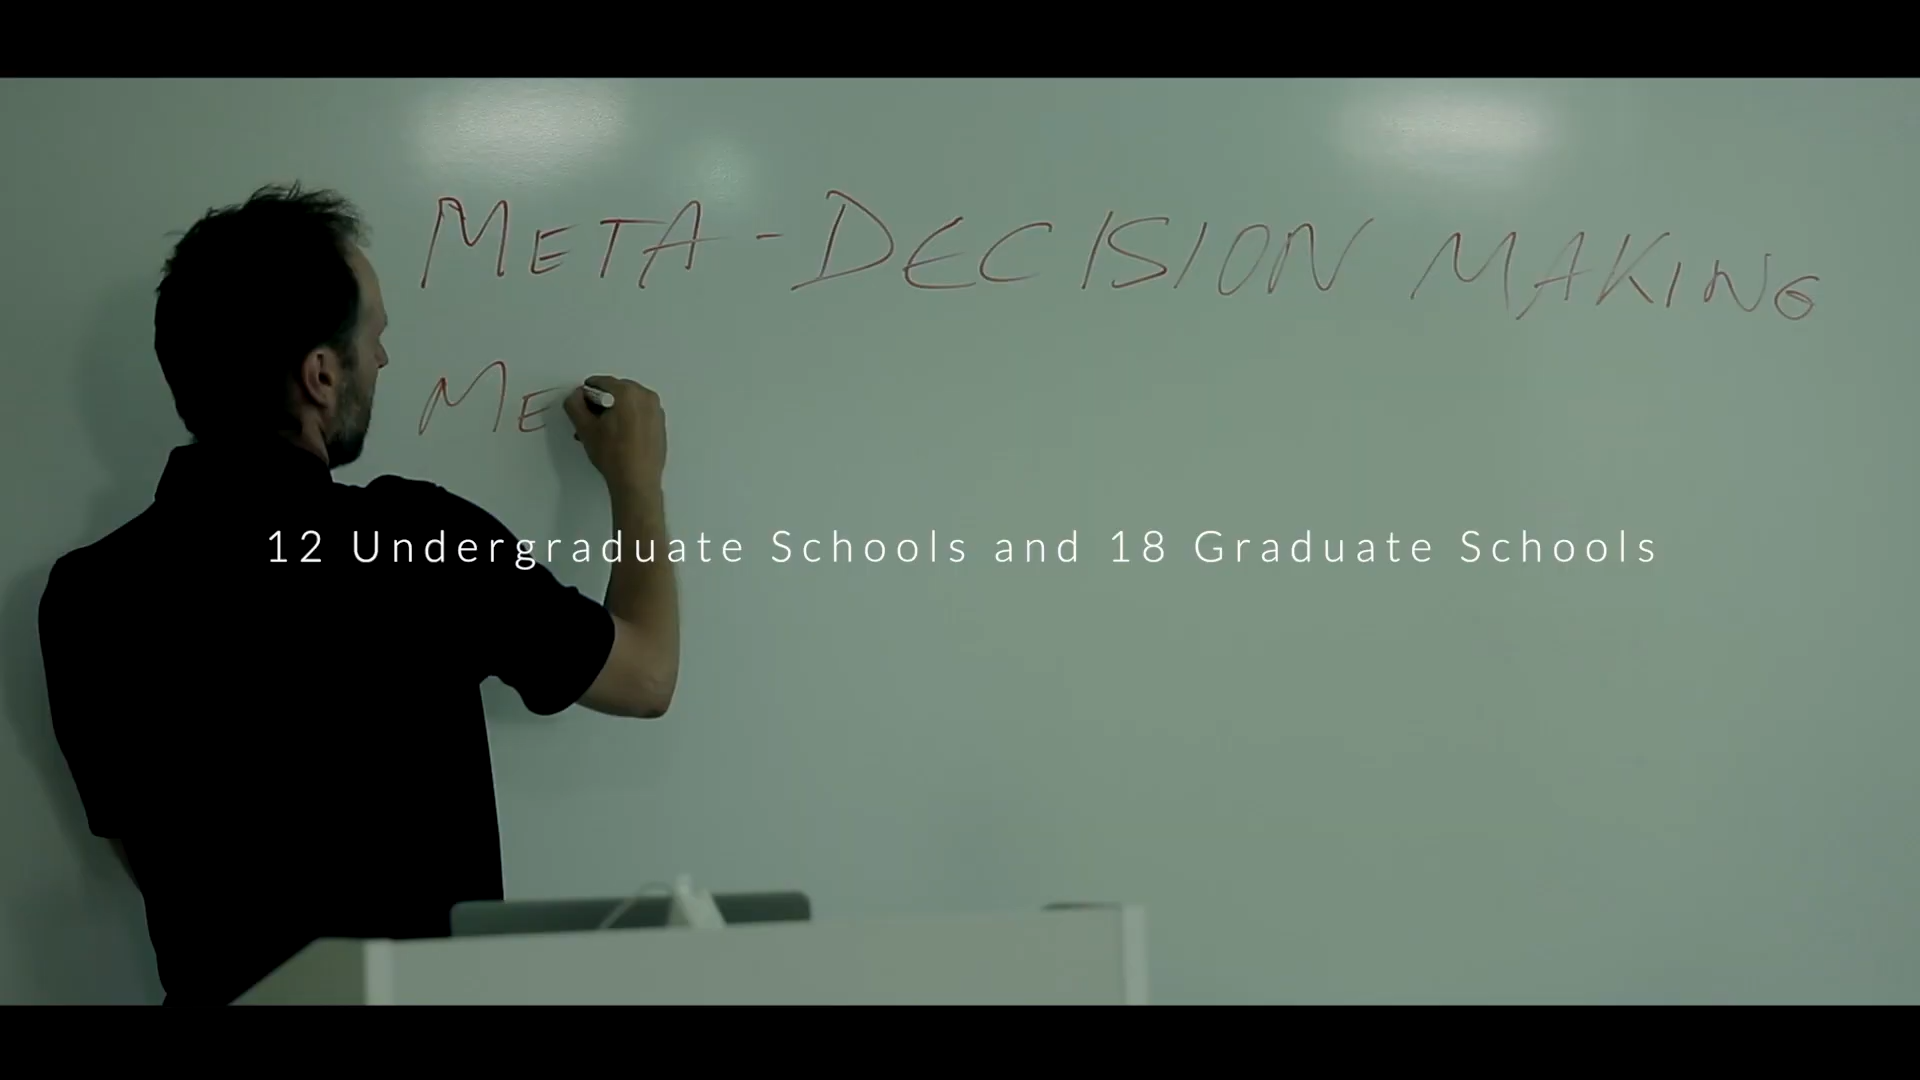 META-DECISION MAKING
ME
12 Undergraduate Schools and 18 Graduate Schools